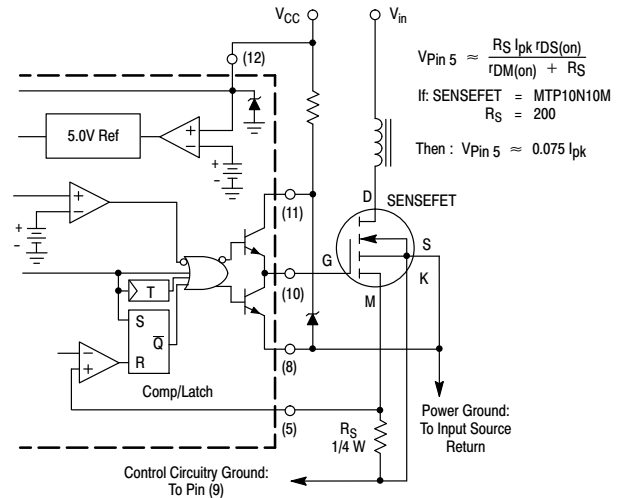 VCC
Vin
(12)
VPin 5 ≈ RS Ipk rDS(on)
rDM(on) + RS
If: SENSEFET = MTP10N10M
RS = 200
Then : VPin 5 ≈ 0.075 Ipk
5.0V Ref
+
-
+
-
+
-
+
-
(11)
D
SENSEFET
S
G
K
M
(10)
T
S
Q
R
-
+
(8)
Comp/Latch
(5)
Power Ground:
To Input Source
Return
RS
1/4 W
Control Circuitry Ground:
To Pin (9)